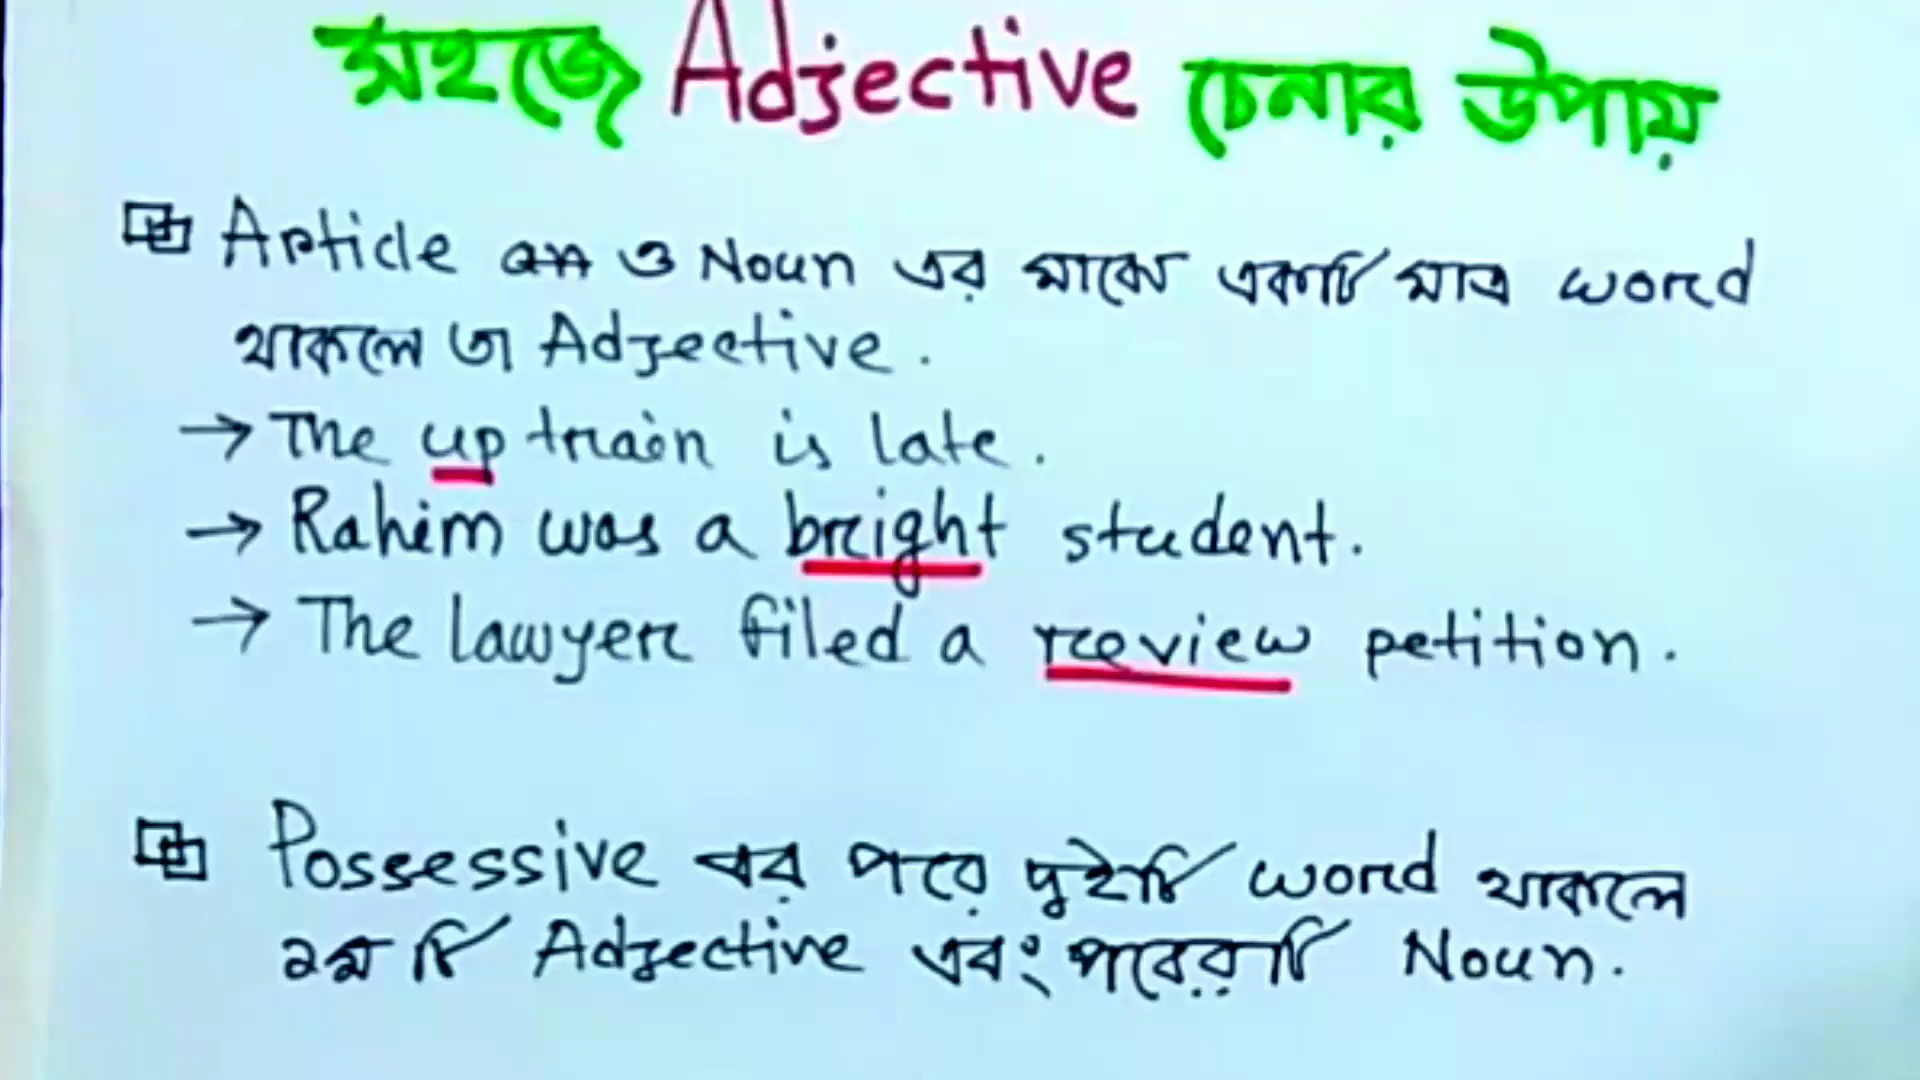 সহজে Adjective চেনার উপায়
Article ও Noun এর মাঝে একটি মাত্র word
থাকলে তা Adjective.
→ The up train is late.
→ Rahim was a bright student.
→ The lawyer filed a review petition.
Possessive এর পরে দুইটি word থাকলে
১ম টি Adjective এবং পরেরটি Noun.